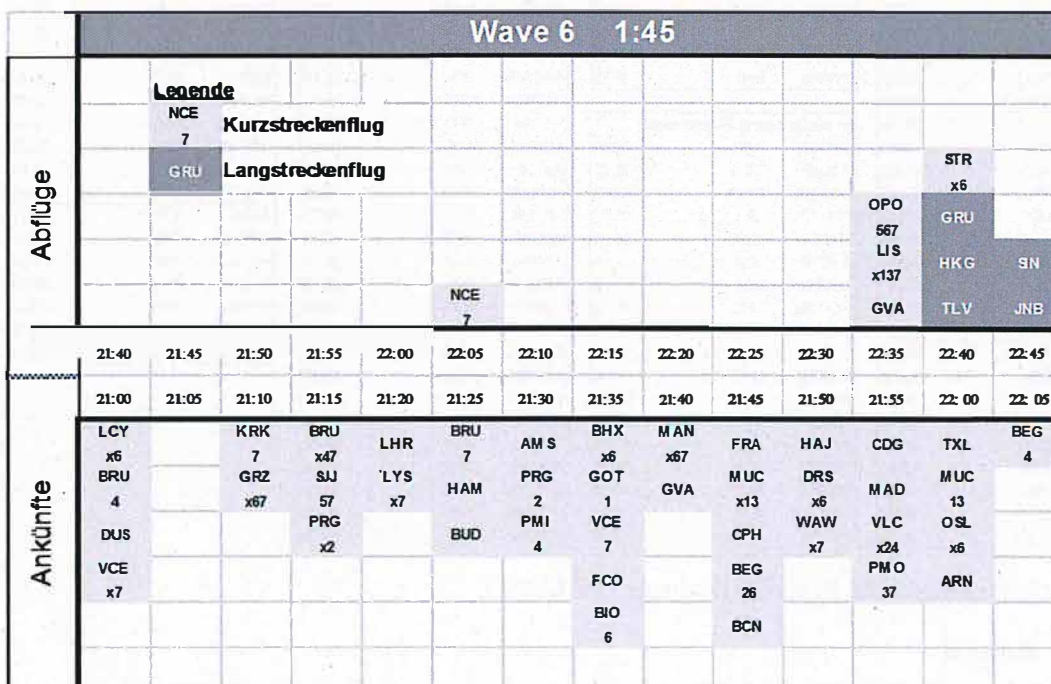 Wave 6 1:45
Abflüge
Legende
NCE
7
Kurzstreckenflug
GRU
Langstreckenflug
STR
x6
OPO
567
GRU
LIS
x137
HKG
SIN
NCE
7
GVA
TLV
JNB
21:40 21:45 21:50 21:55 22:00 22:05 22:10 22:15 22:20 22:25 22:30 22:35 22:40 22:45
21:00 21:05 21:10 21:15 21:20 21:25 21:30 21:35 21:40 21:45 21:50 21:55 22:00 22:05
Ankünfte
LCY KRK BRU LHR BRU AMS BHX MAN FRA HAJ CDG TXL BEG
x6 7 x47 7 x6 x67 4
BRU GRZ SJJ LYS HAM PRG GOT GVA MUC DRS MAD MUC
4 x67 57 x7 2 1 x13 x6 13
DUS PRG BUD PMI VCE CPH WAW VLC OSL
x2 4 7 x7 x24 x6
VCE FCO BEG PMO ARN
x7 26 37
BIO BCN
6